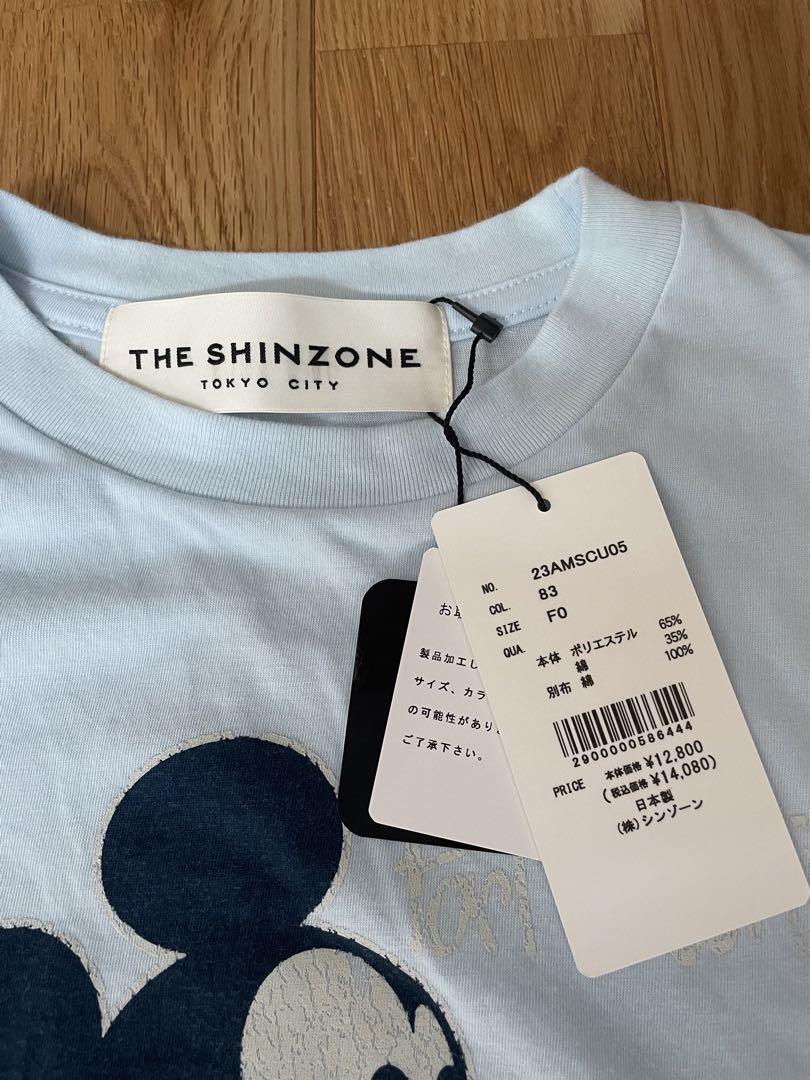 THE SHINZONE
TOKYO CITY
NO. 23AMSCU05
COL. 83
SIZE F0
QUA. 本体 ポリエステル 65%
綿 35%
別布 綿 100%
2900000586444
PRICE 本体価格 ¥12,800
(税込価格 ¥14,080)
日本製
(株)シンゾーン
お取
製品加工し
サイズ、カラ
の可能性があり
ご了承下さい。